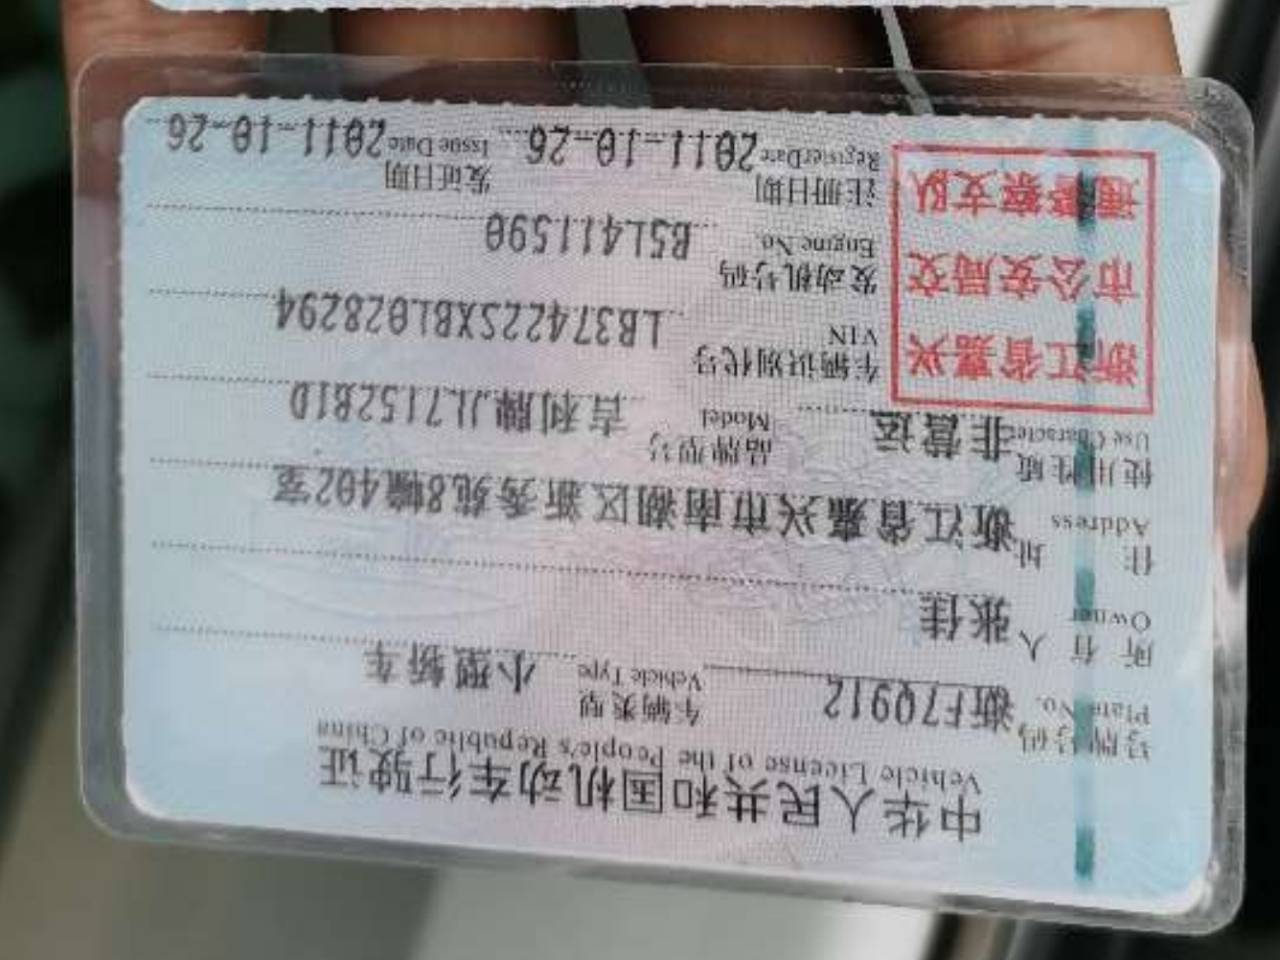 中华人民共和国机动车行驶证
Vehicle License of the People's Republic of China
号牌号码 浙F7Q912 车辆类型 小型轿车
Plate No. Vehicle Type
所有人 张佳
Owner
住址 浙江省嘉兴市南湖区新秀苑8幢402室
Address
使用性质 非营运 品牌型号 吉利牌JL7152B1D
Use Character Model
浙江省嘉兴
市公安局交
通警察支队
车辆识别代号 LB37422SXBL028294
VIN
发动机号码 B5L411590
Engine No.
注册日期 2011-10-26 发证日期 2011-10-26
RegisterDate Issue Date